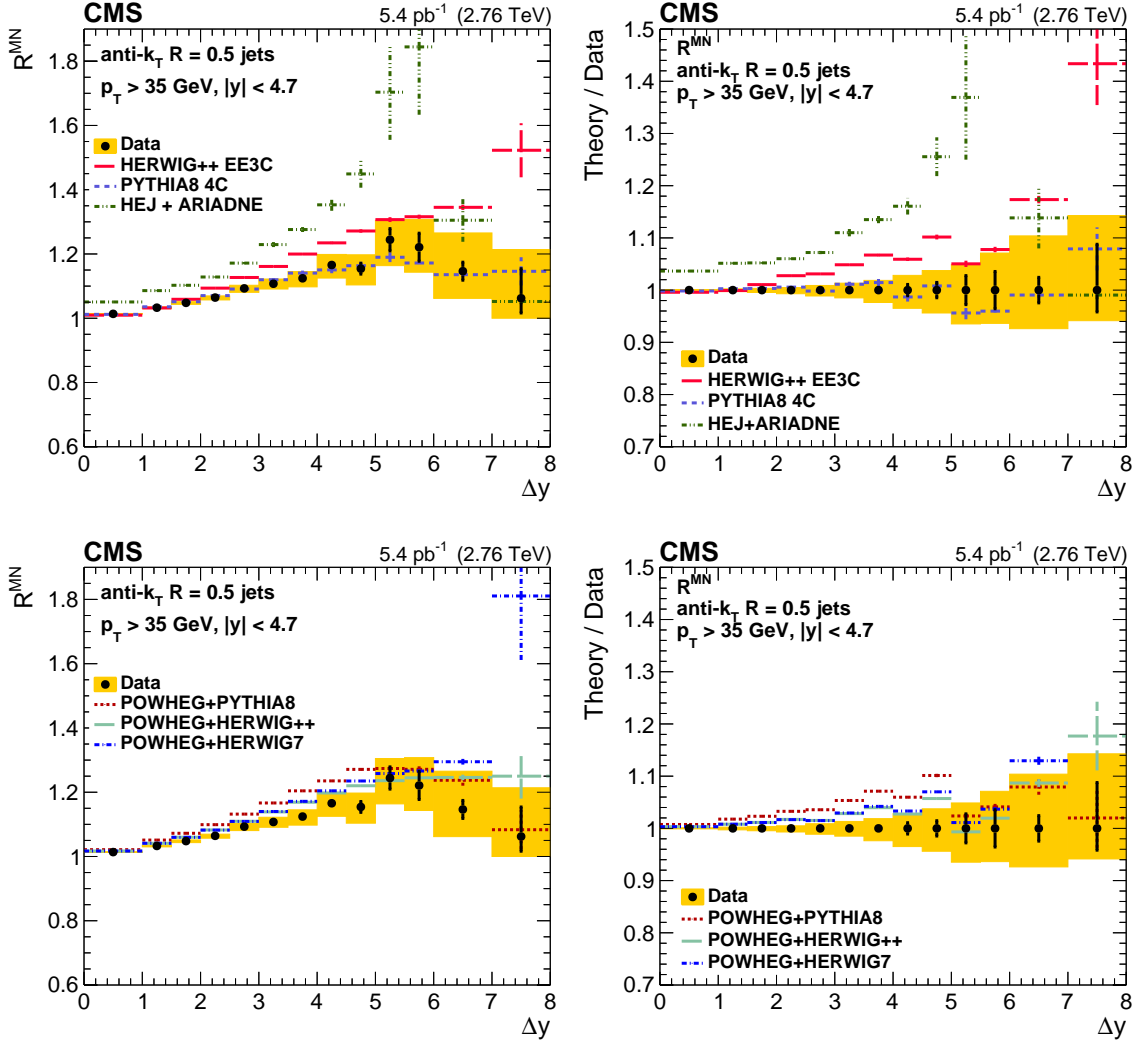 CMS 5.4 pb⁻¹ (2.76 TeV)
R^MN
anti-k_T R = 0.5 jets
p_T > 35 GeV, |y| < 4.7
Data
HERWIG++ EE3C
PYTHIA8 4C
HEJ + ARIADNE
1.8
1.6
1.4
1.2
1
0.8
0.6
0 1 2 3 4 5 6 7 8
Δy
CMS 5.4 pb⁻¹ (2.76 TeV)
Theory / Data
R^MN
anti-k_T R = 0.5 jets
p_T > 35 GeV, |y| < 4.7
Data
HERWIG++ EE3C
PYTHIA8 4C
HEJ+ARIADNE
1.5
1.4
1.3
1.2
1.1
1
0.9
0.8
0.7
0 1 2 3 4 5 6 7 8
Δy
CMS 5.4 pb⁻¹ (2.76 TeV)
R^MN
anti-k_T R = 0.5 jets
p_T > 35 GeV, |y| < 4.7
Data
POWHEG+PYTHIA8
POWHEG+HERWIG++
POWHEG+HERWIG7
1.8
1.6
1.4
1.2
1
0.8
0.6
0 1 2 3 4 5 6 7 8
Δy
CMS 5.4 pb⁻¹ (2.76 TeV)
Theory / Data
R^MN
anti-k_T R = 0.5 jets
p_T > 35 GeV, |y| < 4.7
Data
POWHEG+PYTHIA8
POWHEG+HERWIG++
POWHEG+HERWIG7
1.5
1.4
1.3
1.2
1.1
1
0.9
0.8
0.7
0 1 2 3 4 5 6 7 8
Δy